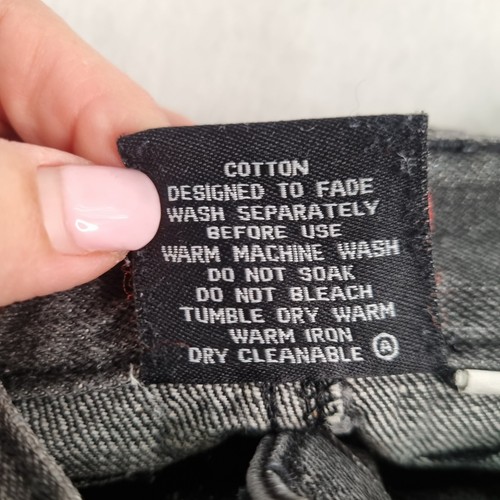 COTTON
DESIGNED TO FADE
WASH SEPARATELY
BEFORE USE
WARM MACHINE WASH
DO NOT SOAK
DO NOT BLEACH
TUMBLE DRY WARM
WARM IRON
DRY CLEANABLE Ⓐ